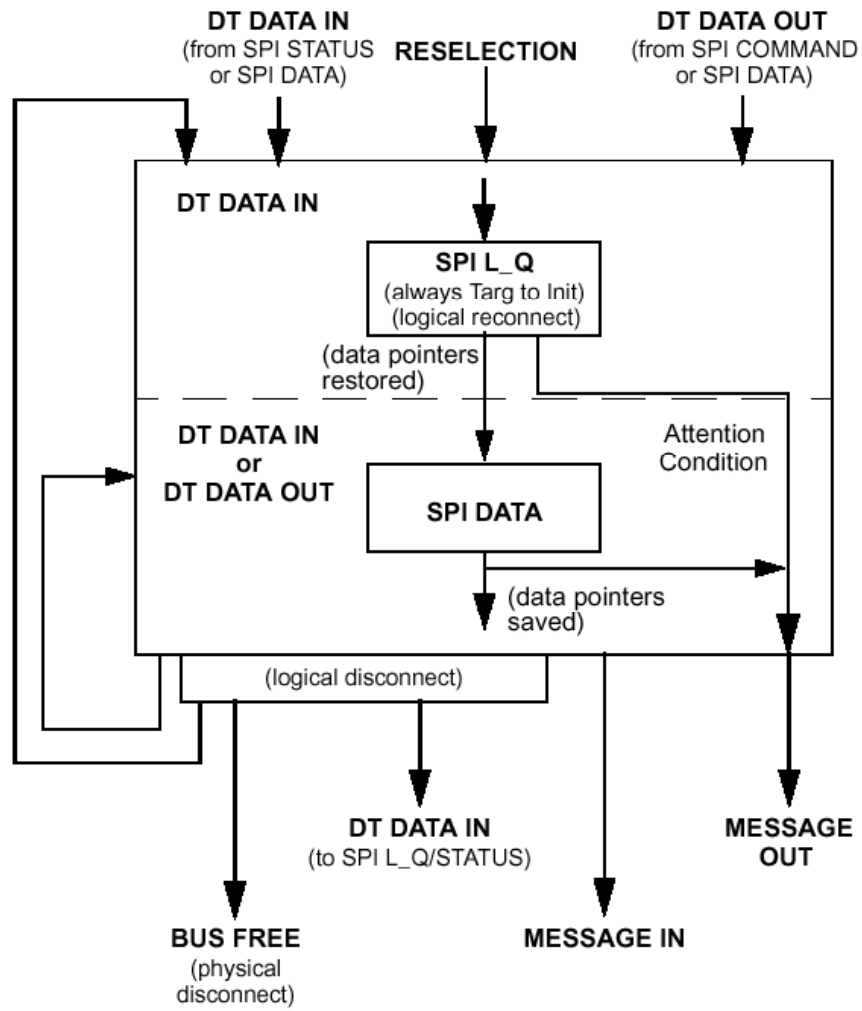 DT DATA IN
(from SPI STATUS
or SPI DATA)
RESELECTION
DT DATA OUT
(from SPI COMMAND
or SPI DATA)
DT DATA IN
SPI L_Q
(always Targ to Init)
(logical reconnect)
(data pointers
restored)
DT DATA IN
or
DT DATA OUT
Attention
Condition
SPI DATA
(data pointers
saved)
(logical disconnect)
DT DATA IN
(to SPI L_Q/STATUS)
MESSAGE
OUT
BUS FREE
(physical
disconnect)
MESSAGE IN